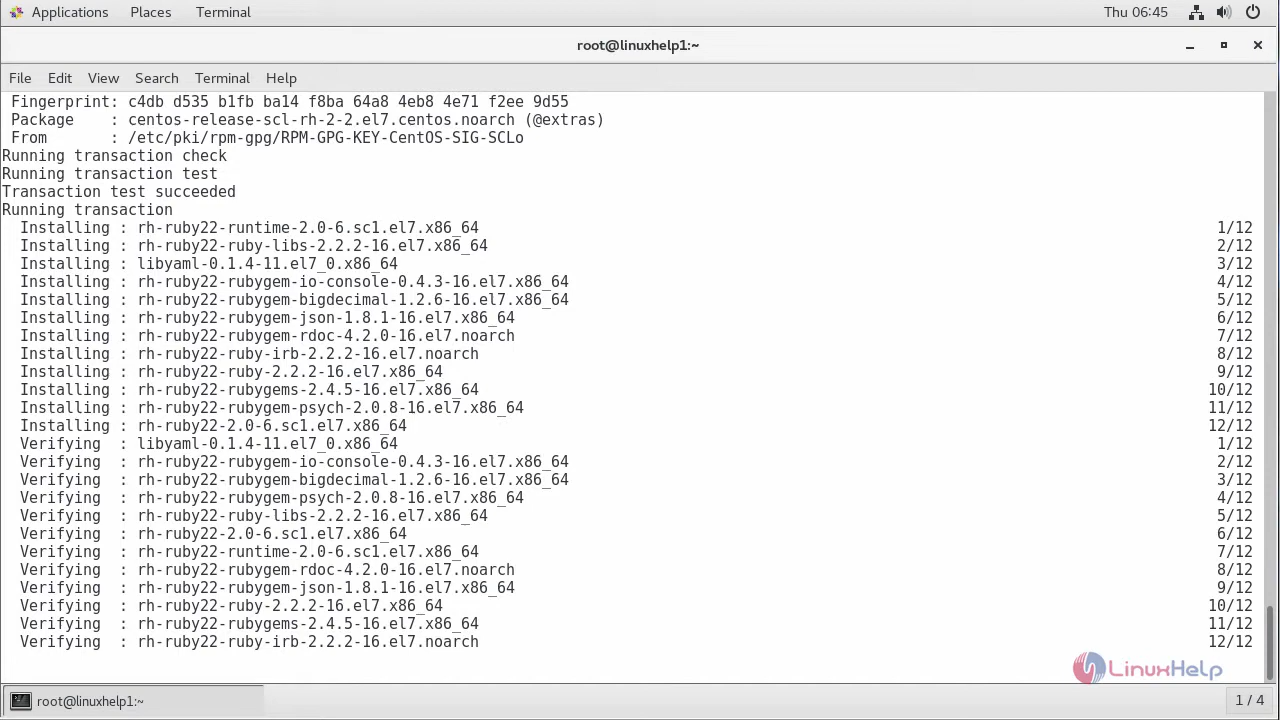 Applications Places Terminal Thu 06:45
root@linuxhelp1:~
File Edit View Search Terminal Help
Fingerprint: c4db d535 b1fb ba14 f8ba 64a8 4eb8 4e71 f2ee 9d55
Package    : centos-release-scl-rh-2-2.el7.centos.noarch (@extras)
From       : /etc/pki/rpm-gpg/RPM-GPG-KEY-CentOS-SIG-SCLo
Running transaction check
Running transaction test
Transaction test succeeded
Running transaction
Installing : rh-ruby22-runtime-2.0-6.sc1.el7.x86_64 1/12
Installing : rh-ruby22-ruby-libs-2.2.2-16.el7.x86_64 2/12
Installing : libyaml-0.1.4-11.el7_0.x86_64 3/12
Installing : rh-ruby22-rubygem-io-console-0.4.3-16.el7.x86_64 4/12
Installing : rh-ruby22-rubygem-bigdecimal-1.2.6-16.el7.x86_64 5/12
Installing : rh-ruby22-rubygem-json-1.8.1-16.el7.x86_64 6/12
Installing : rh-ruby22-rubygem-rdoc-4.2.0-16.el7.noarch 7/12
Installing : rh-ruby22-ruby-irb-2.2.2-16.el7.noarch 8/12
Installing : rh-ruby22-ruby-2.2.2-16.el7.x86_64 9/12
Installing : rh-ruby22-rubygems-2.4.5-16.el7.x86_64 10/12
Installing : rh-ruby22-rubygem-psych-2.0.8-16.el7.x86_64 11/12
Installing : rh-ruby22-2.0-6.sc1.el7.x86_64 12/12
Verifying  : libyaml-0.1.4-11.el7_0.x86_64 1/12
Verifying  : rh-ruby22-rubygem-io-console-0.4.3-16.el7.x86_64 2/12
Verifying  : rh-ruby22-rubygem-bigdecimal-1.2.6-16.el7.x86_64 3/12
Verifying  : rh-ruby22-rubygem-psych-2.0.8-16.el7.x86_64 4/12
Verifying  : rh-ruby22-ruby-libs-2.2.2-16.el7.x86_64 5/12
Verifying  : rh-ruby22-2.0-6.sc1.el7.x86_64 6/12
Verifying  : rh-ruby22-runtime-2.0-6.sc1.el7.x86_64 7/12
Verifying  : rh-ruby22-rubygem-rdoc-4.2.0-16.el7.noarch 8/12
Verifying  : rh-ruby22-rubygem-json-1.8.1-16.el7.x86_64 9/12
Verifying  : rh-ruby22-ruby-2.2.2-16.el7.x86_64 10/12
Verifying  : rh-ruby22-rubygems-2.4.5-16.el7.x86_64 11/12
Verifying  : rh-ruby22-ruby-irb-2.2.2-16.el7.noarch 12/12
LinuxHelp
root@linuxhelp1:~ 1 / 4